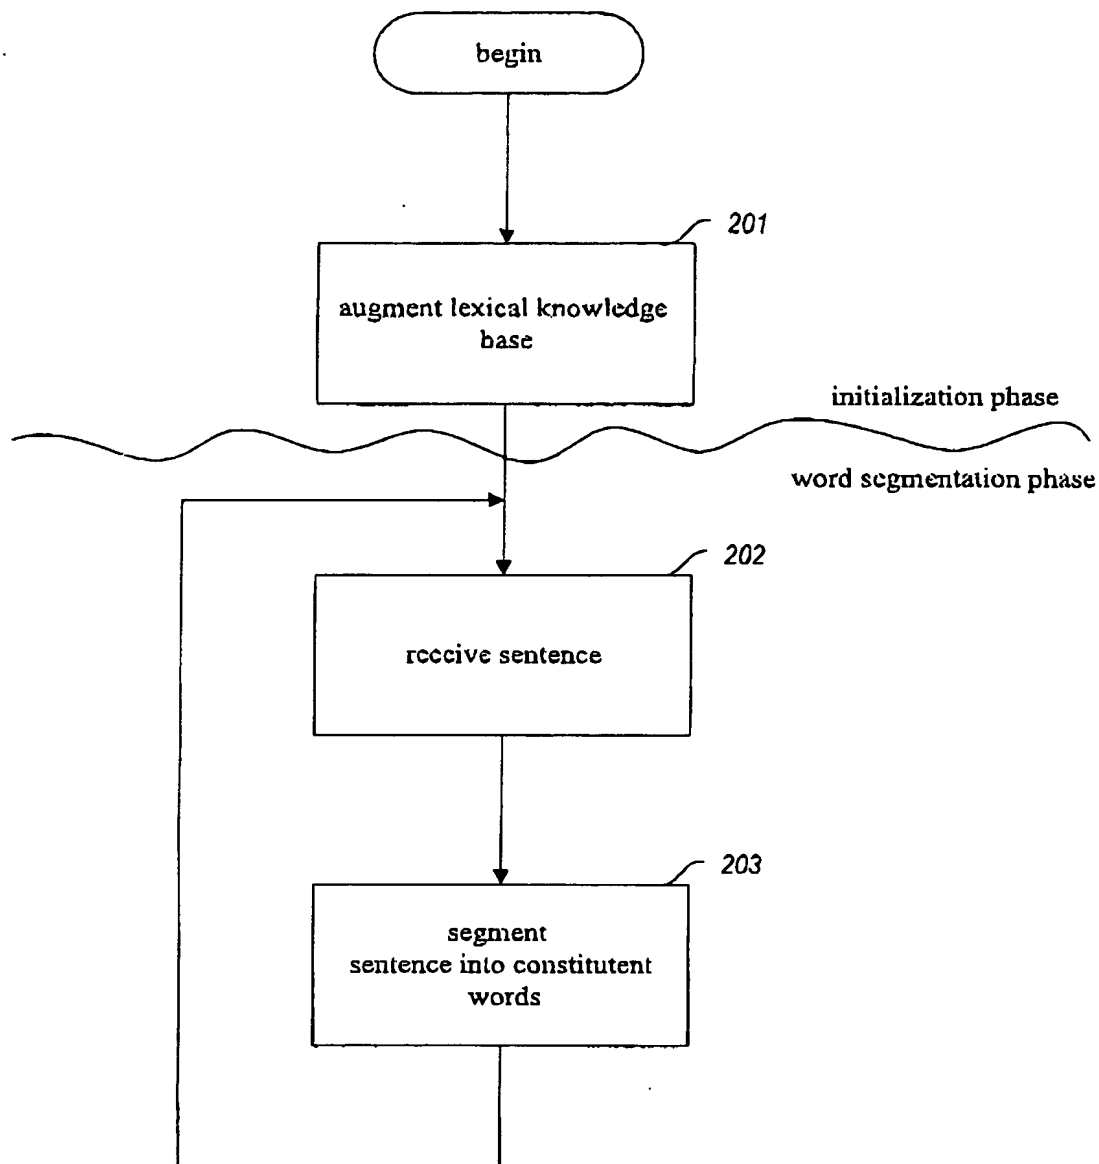 begin
201
augment lexical knowledge
base
initialization phase
word segmentation phase
202
receive sentence
203
segment
sentence into constitutent
words